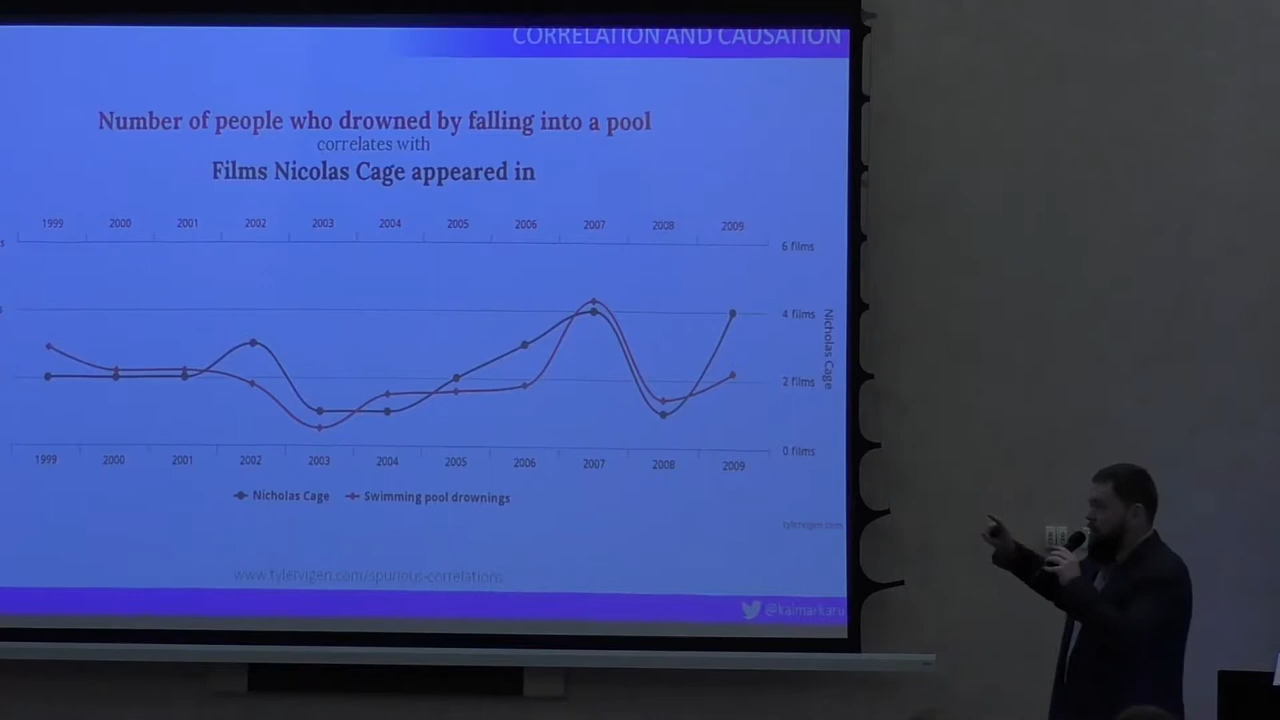 CORRELATION AND CAUSATION
Number of people who drowned by falling into a pool
correlates with
Films Nicolas Cage appeared in
1999 2000 2001 2002 2003 2004 2005 2006 2007 2008 2009
6 films
4 films
Nicholas Cage
2 films
0 films
1999 2000 2001 2002 2003 2004 2005 2006 2007 2008 2009
Nicholas Cage Swimming pool drownings
tylervigen.com
www.tylervigen.com/spurious-correlations
@kaimarkaru